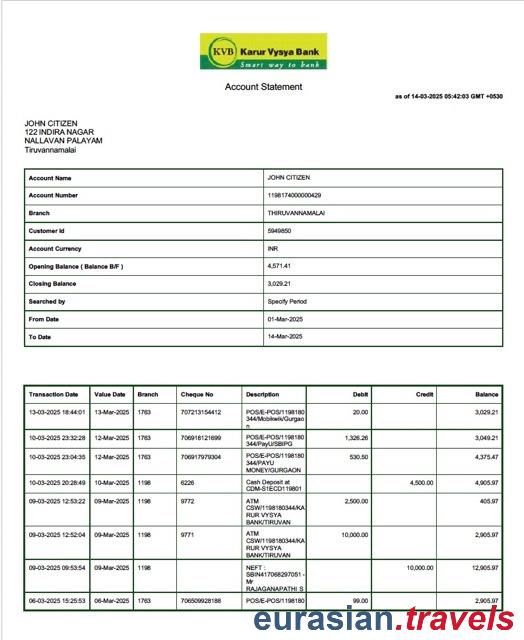 KVB Karur Vysya Bank
Smart way to bank
Account Statement
as of 14-03-2025 05:42:03 GMT +0530
JOHN CITIZEN
122 INDIRA NAGAR
NALLAVAN PALAYAM
Tiruvannamalai
Account Name JOHN CITIZEN
Account Number 1198174000000429
Branch THIRUVANNAMALAI
Customer Id 5949850
Account Currency INR
Opening Balance ( Balance B/F ) 4,571.41
Closing Balance 3,029.21
Searched by Specify Period
From Date 01-Mar-2025
To Date 14-Mar-2025
Transaction Date Value Date Branch Cheque No Description Debit Credit Balance
13-03-2025 18:44:01 13-Mar-2025 1763 707213154412 POS/E-POS/1198180 20.00 3,029.21
344/Mobikwik/Gurgao
n
10-03-2025 23:32:28 12-Mar-2025 1763 706918121699 POS/E-POS/1198180 1,326.26 3,049.21
344/PayU/SBIPG
10-03-2025 23:04:35 12-Mar-2025 1763 706917979304 POS/E-POS/1198180 530.50 4,375.47
344/PAYU
MONEY/GURGAON
10-03-2025 20:28:49 10-Mar-2025 1198 6226 Cash Deposit at 4,500.00 4,905.97
CDM-S1ECD119801
09-03-2025 12:53:22 09-Mar-2025 1198 9772 ATM 2,500.00 405.97
CSW/1198180344/KA
RUR VYSYA
BANK/TIRUVAN
09-03-2025 12:52:04 09-Mar-2025 1198 9771 ATM 10,000.00 2,905.97
CSW/1198180344/KA
RUR VYSYA
BANK/TIRUVAN
09-03-2025 09:53:54 09-Mar-2025 1198 NEFT : 10,000.00 12,905.97
SBIN417068297051 -
Mr
RAJAGANAPATHI S
06-03-2025 15:25:53 06-Mar-2025 1763 706509928188 POS/E-POS/1198180 99.00 2,905.97
eurasian.travels